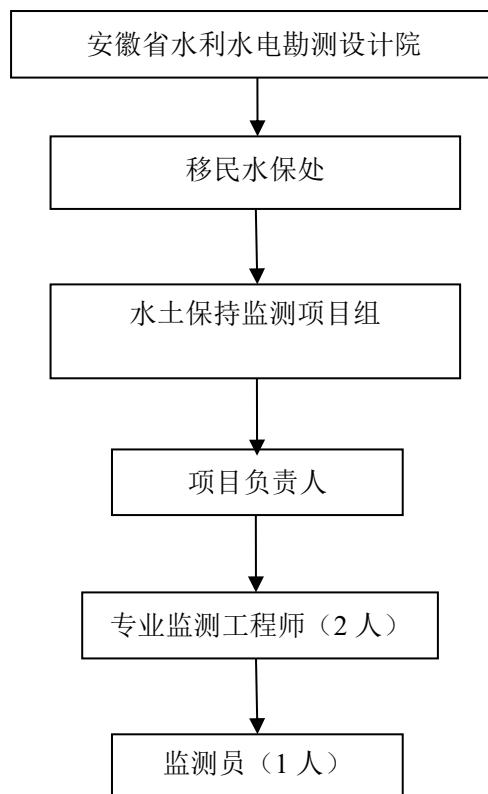 安徽省水利水电勘测设计院
移民水保处
水土保持监测项目组
项目负责人
专业监测工程师（2 人）
监测员（1 人）